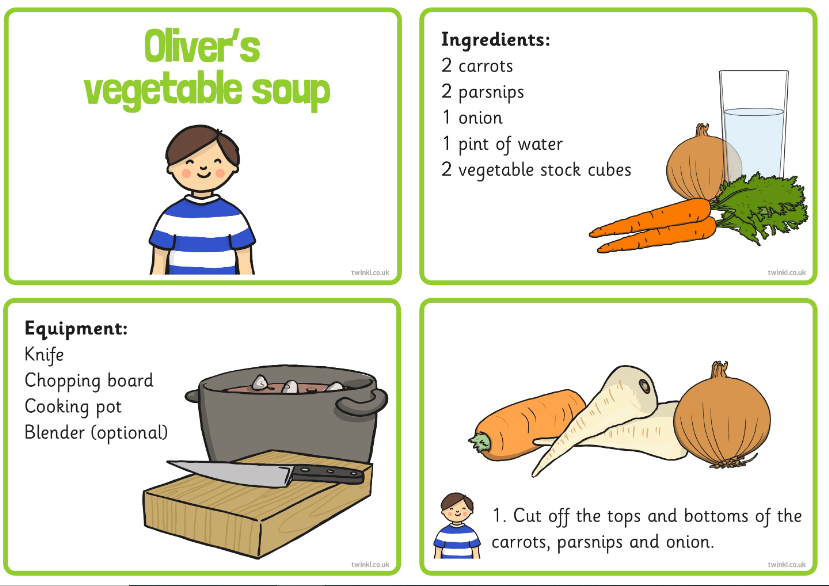 Oliver's
vegetable soup
twinkl.co.uk
Ingredients:
2 carrots
2 parsnips
1 onion
1 pint of water
2 vegetable stock cubes
twinkl.co.uk
Equipment:
Knife
Chopping board
Cooking pot
Blender (optional)
twinkl.co.uk
1. Cut off the tops and bottoms of the
carrots, parsnips and onion.
twinkl.co.uk